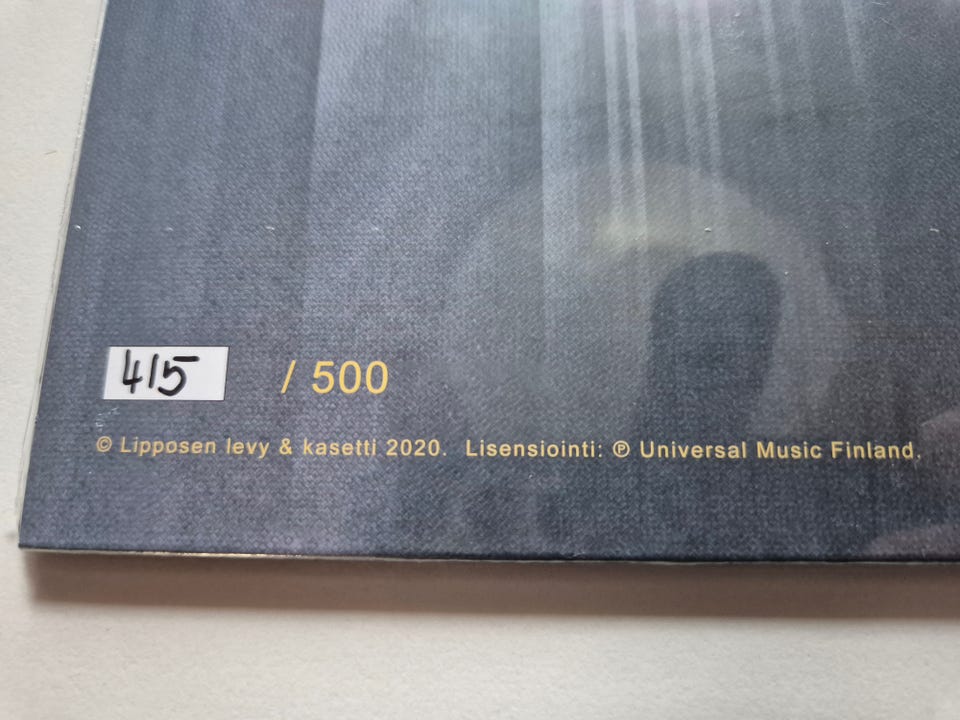 415 / 500
© Lipposen levy & kasetti 2020. Lisensiointi: ℗ Universal Music Finland.